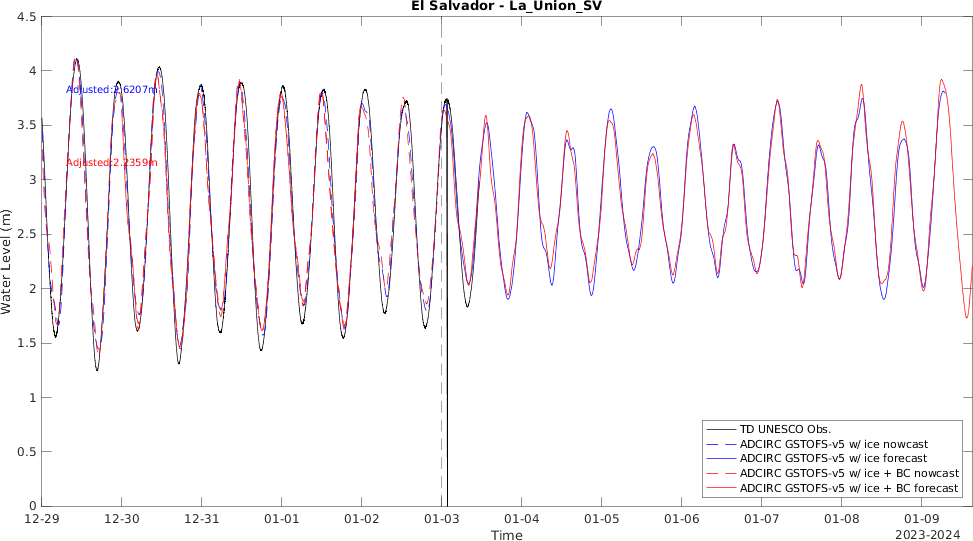 El Salvador - La_Union_SV
Water Level (m)
4.5
4
3.5
3
2.5
2
1.5
1
0.5
0
Adjusted:2.6207m
Adjusted:2.2359m
TD UNESCO Obs.
ADCIRC GSTOFS-v5 w/ ice nowcast
ADCIRC GSTOFS-v5 w/ ice forecast
ADCIRC GSTOFS-v5 w/ ice + BC nowcast
ADCIRC GSTOFS-v5 w/ ice + BC forecast
12-29 12-30 12-31 01-01 01-02 01-03 01-04 01-05 01-06 01-07 01-08 01-09
Time
2023-2024